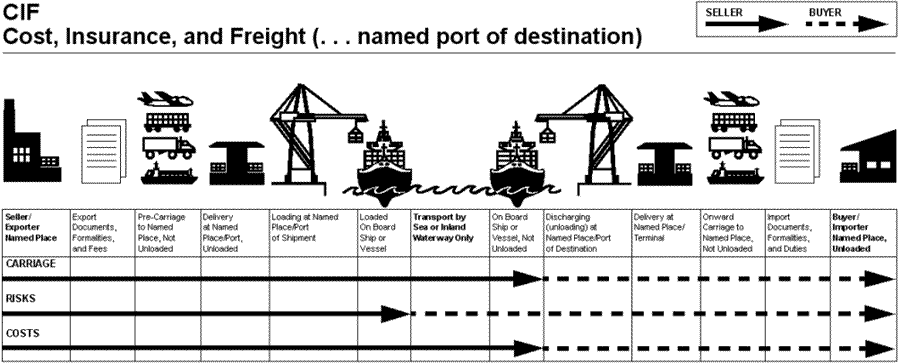 CIF
Cost, Insurance, and Freight (. . . named port of destination)
SELLER
BUYER
Seller/
Exporter
Named Place
Export
Documents,
Formalities,
and Fees
Pre-Carriage
to Named
Place, Not
Unloaded
Delivery
at Named
Place/Port,
Unloaded
Loading at Named
Place/Port
of Shipment
Loaded
On Board
Ship or
Vessel
Transport by
Sea or Inland
Waterway Only
On Board
Ship or
Vessel, Not
Unloaded
Discharging
(unloading) at
Named Place/Port
of Destination
Delivery at
Named Place/
Terminal
Onward
Carriage to
Named Place,
Not Unloaded
Import
Documents,
Formalities,
and Duties
Buyer/
Importer
Named Place,
Unloaded
CARRIAGE
RISKS
COSTS